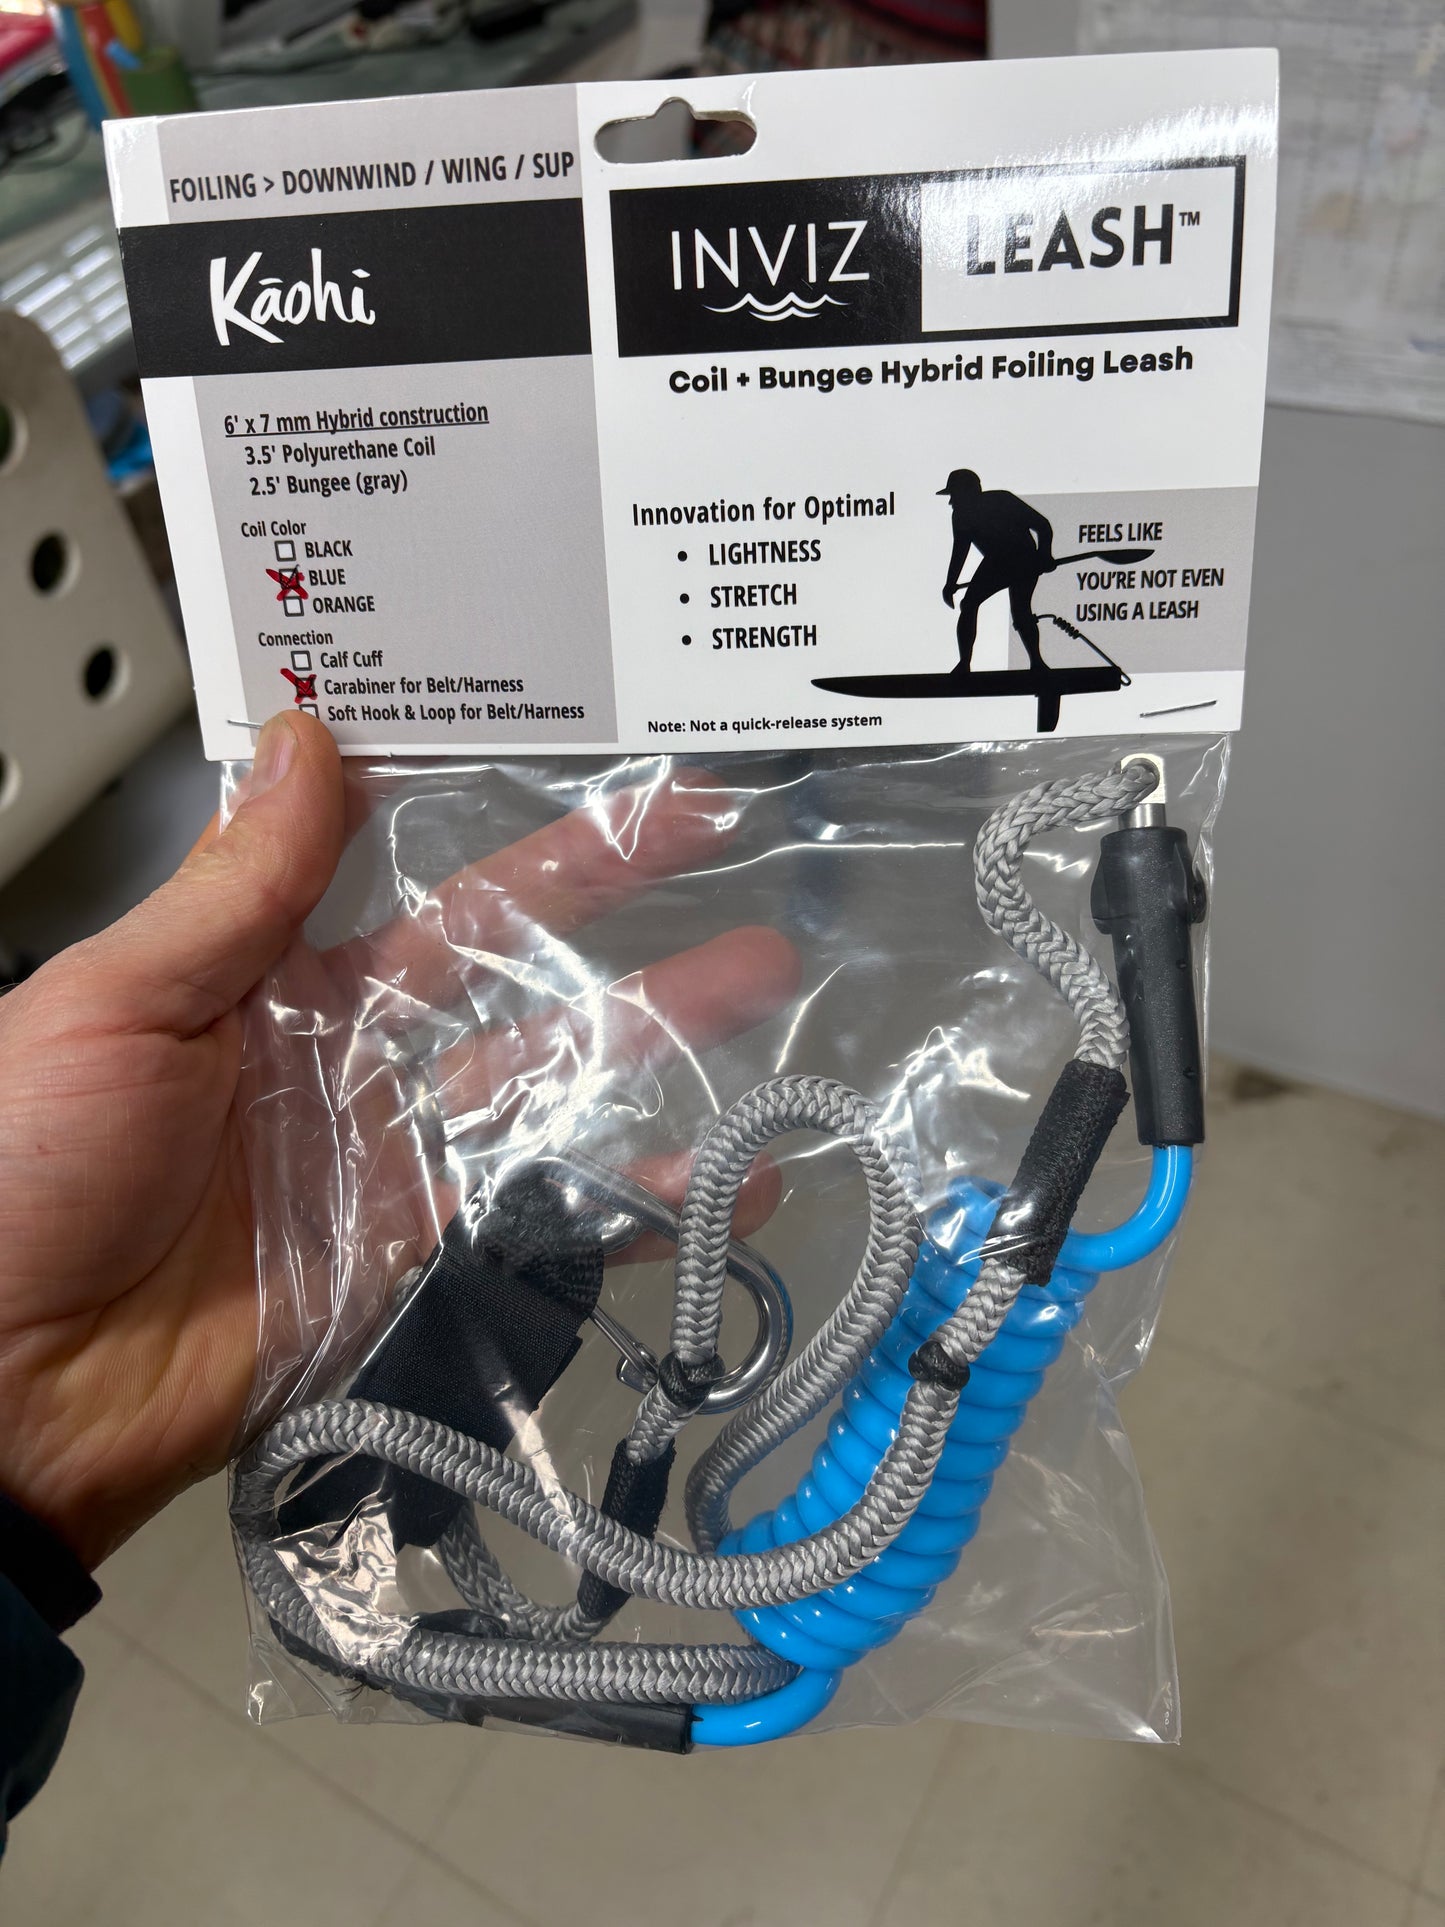 FOILING > DOWNWIND / WING / SUP
Kāohi
6' x 7 mm Hybrid construction
3.5' Polyurethane Coil
2.5' Bungee (gray)
Coil Color
BLACK
BLUE
ORANGE
Connection
Calf Cuff
Carabiner for Belt/Harness
Soft Hook & Loop for Belt/Harness
INVIZ LEASH™
Coil + Bungee Hybrid Foiling Leash
Innovation for Optimal
• LIGHTNESS
• STRETCH
• STRENGTH
FEELS LIKE
YOU'RE NOT EVEN
USING A LEASH
Note: Not a quick-release system